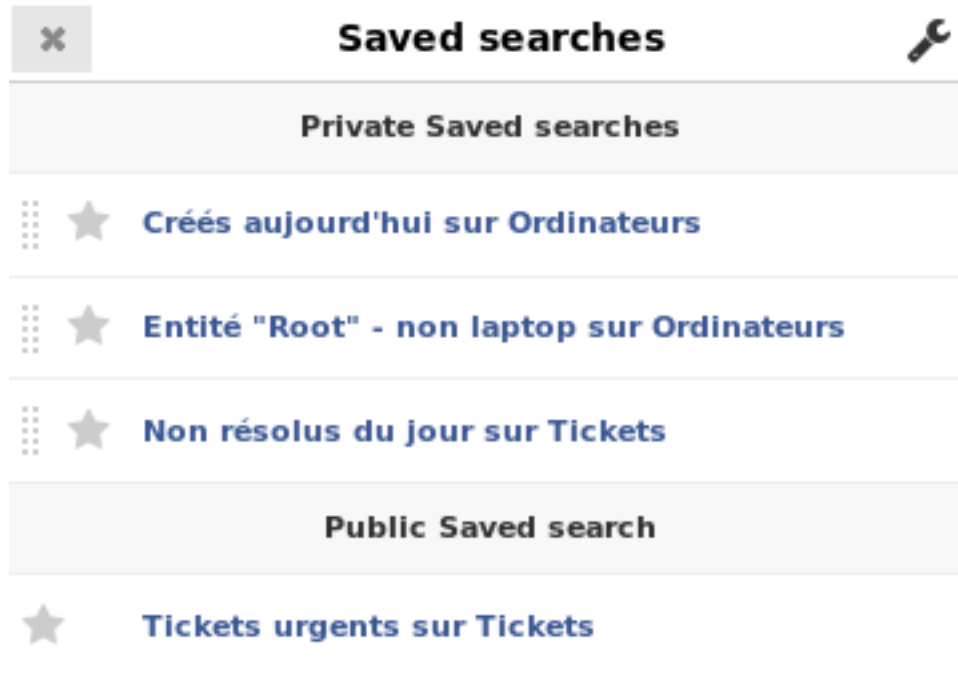 Saved searches
Private Saved searches
Créés aujourd'hui sur Ordinateurs
Entité "Root" - non laptop sur Ordinateurs
Non résolus du jour sur Tickets
Public Saved search
Tickets urgents sur Tickets